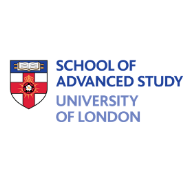 SCHOOL OF
ADVANCED STUDY
UNIVERSITY
OF LONDON